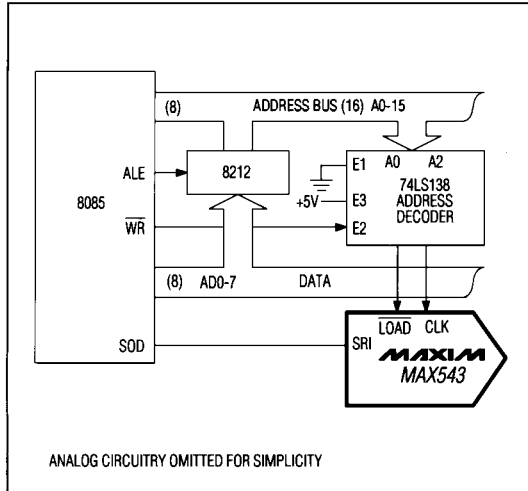 (8) ADDRESS BUS (16) A0-15
ALE
8212
E1 A0 A2
74LS138
ADDRESS
DECODER
E3
+5V
E2
8085
WR
(8) AD0-7 DATA
LOAD CLK
SOD
SRI
MAXIM
MAX543
ANALOG CIRCUITRY OMITTED FOR SIMPLICITY